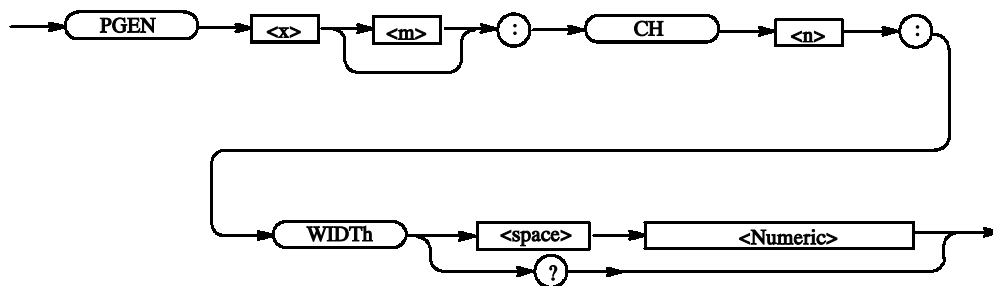 PGEN <x> <m> : CH <n> :
WIDTh <space> <Numeric>
?